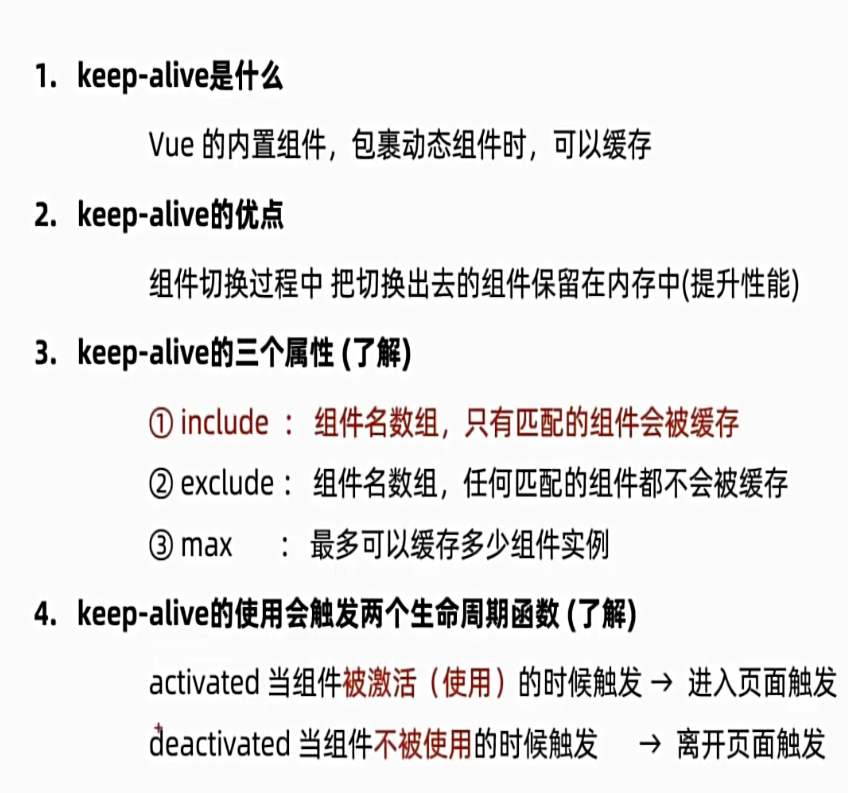 1. keep-alive是什么
Vue 的内置组件，包裹动态组件时，可以缓存
2. keep-alive的优点
组件切换过程中 把切换出去的组件保留在内存中(提升性能)
3. keep-alive的三个属性 (了解)
① include ： 组件名数组，只有匹配的组件会被缓存
② exclude： 组件名数组，任何匹配的组件都不会被缓存
③ max ： 最多可以缓存多少组件实例
4. keep-alive的使用会触发两个生命周期函数 (了解)
activated 当组件被激活（使用）的时候触发 → 进入页面触发
deactivated 当组件不被使用的时候触发 → 离开页面触发